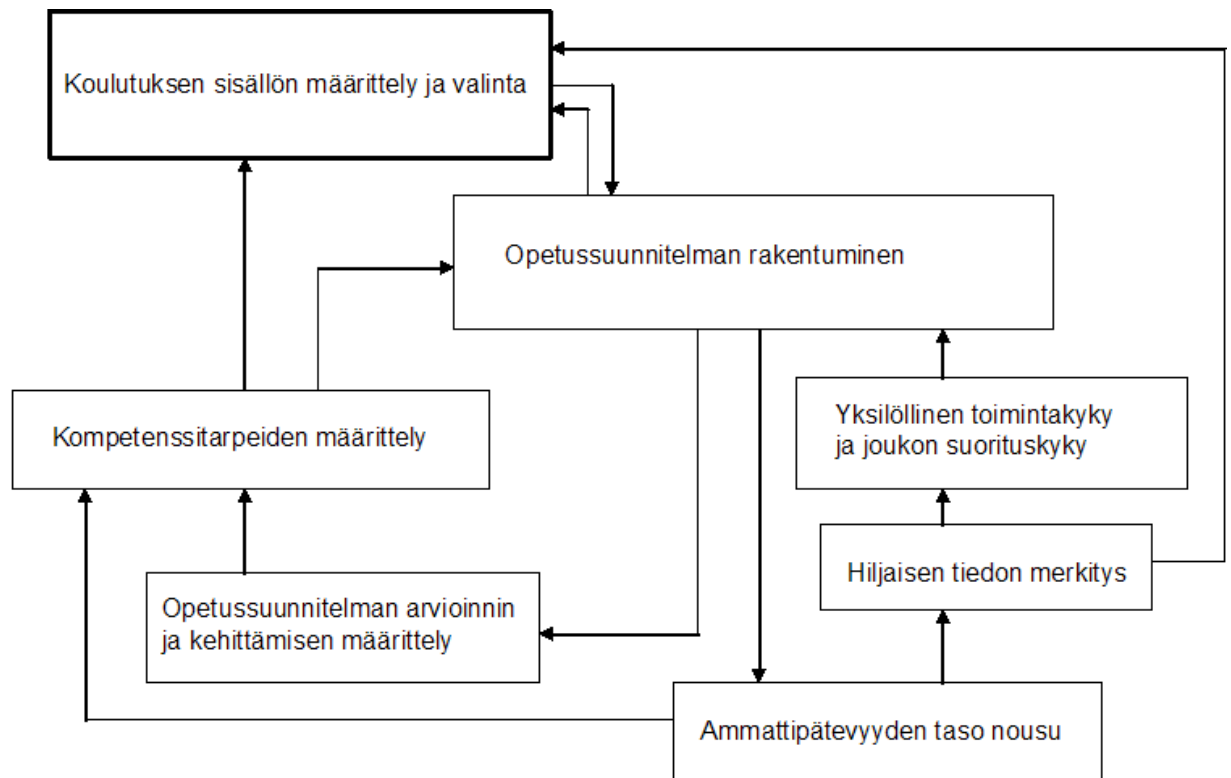 Koulutuksen sisällön määrittely ja valinta
Opetussuunnitelman rakentuminen
Kompetenssitarpeiden määrittely
Yksilöllinen toimintakyky
ja joukon suorituskyky
Hiljaisen tiedon merkitys
Opetussuunnitelman arvioinnin
ja kehittämisen määrittely
Ammattipätevyyden taso nousu